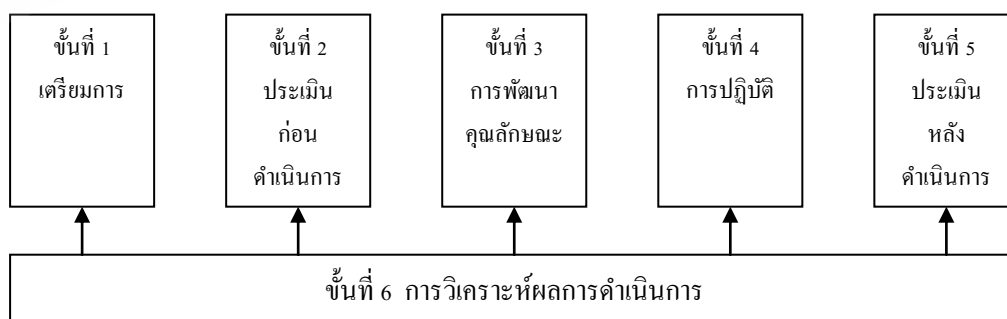 ขั้นที่ 1
เตรียมการ
ขั้นที่ 2
ประเมิน
ก่อน
ดำเนินการ
ขั้นที่ 3
การพัฒนา
คุณลักษณะ
ขั้นที่ 4
การปฏิบัติ
ขั้นที่ 5
ประเมิน
หลัง
ดำเนินการ
ขั้นที่ 6 การวิเคราะห์ผลการดำเนินการ